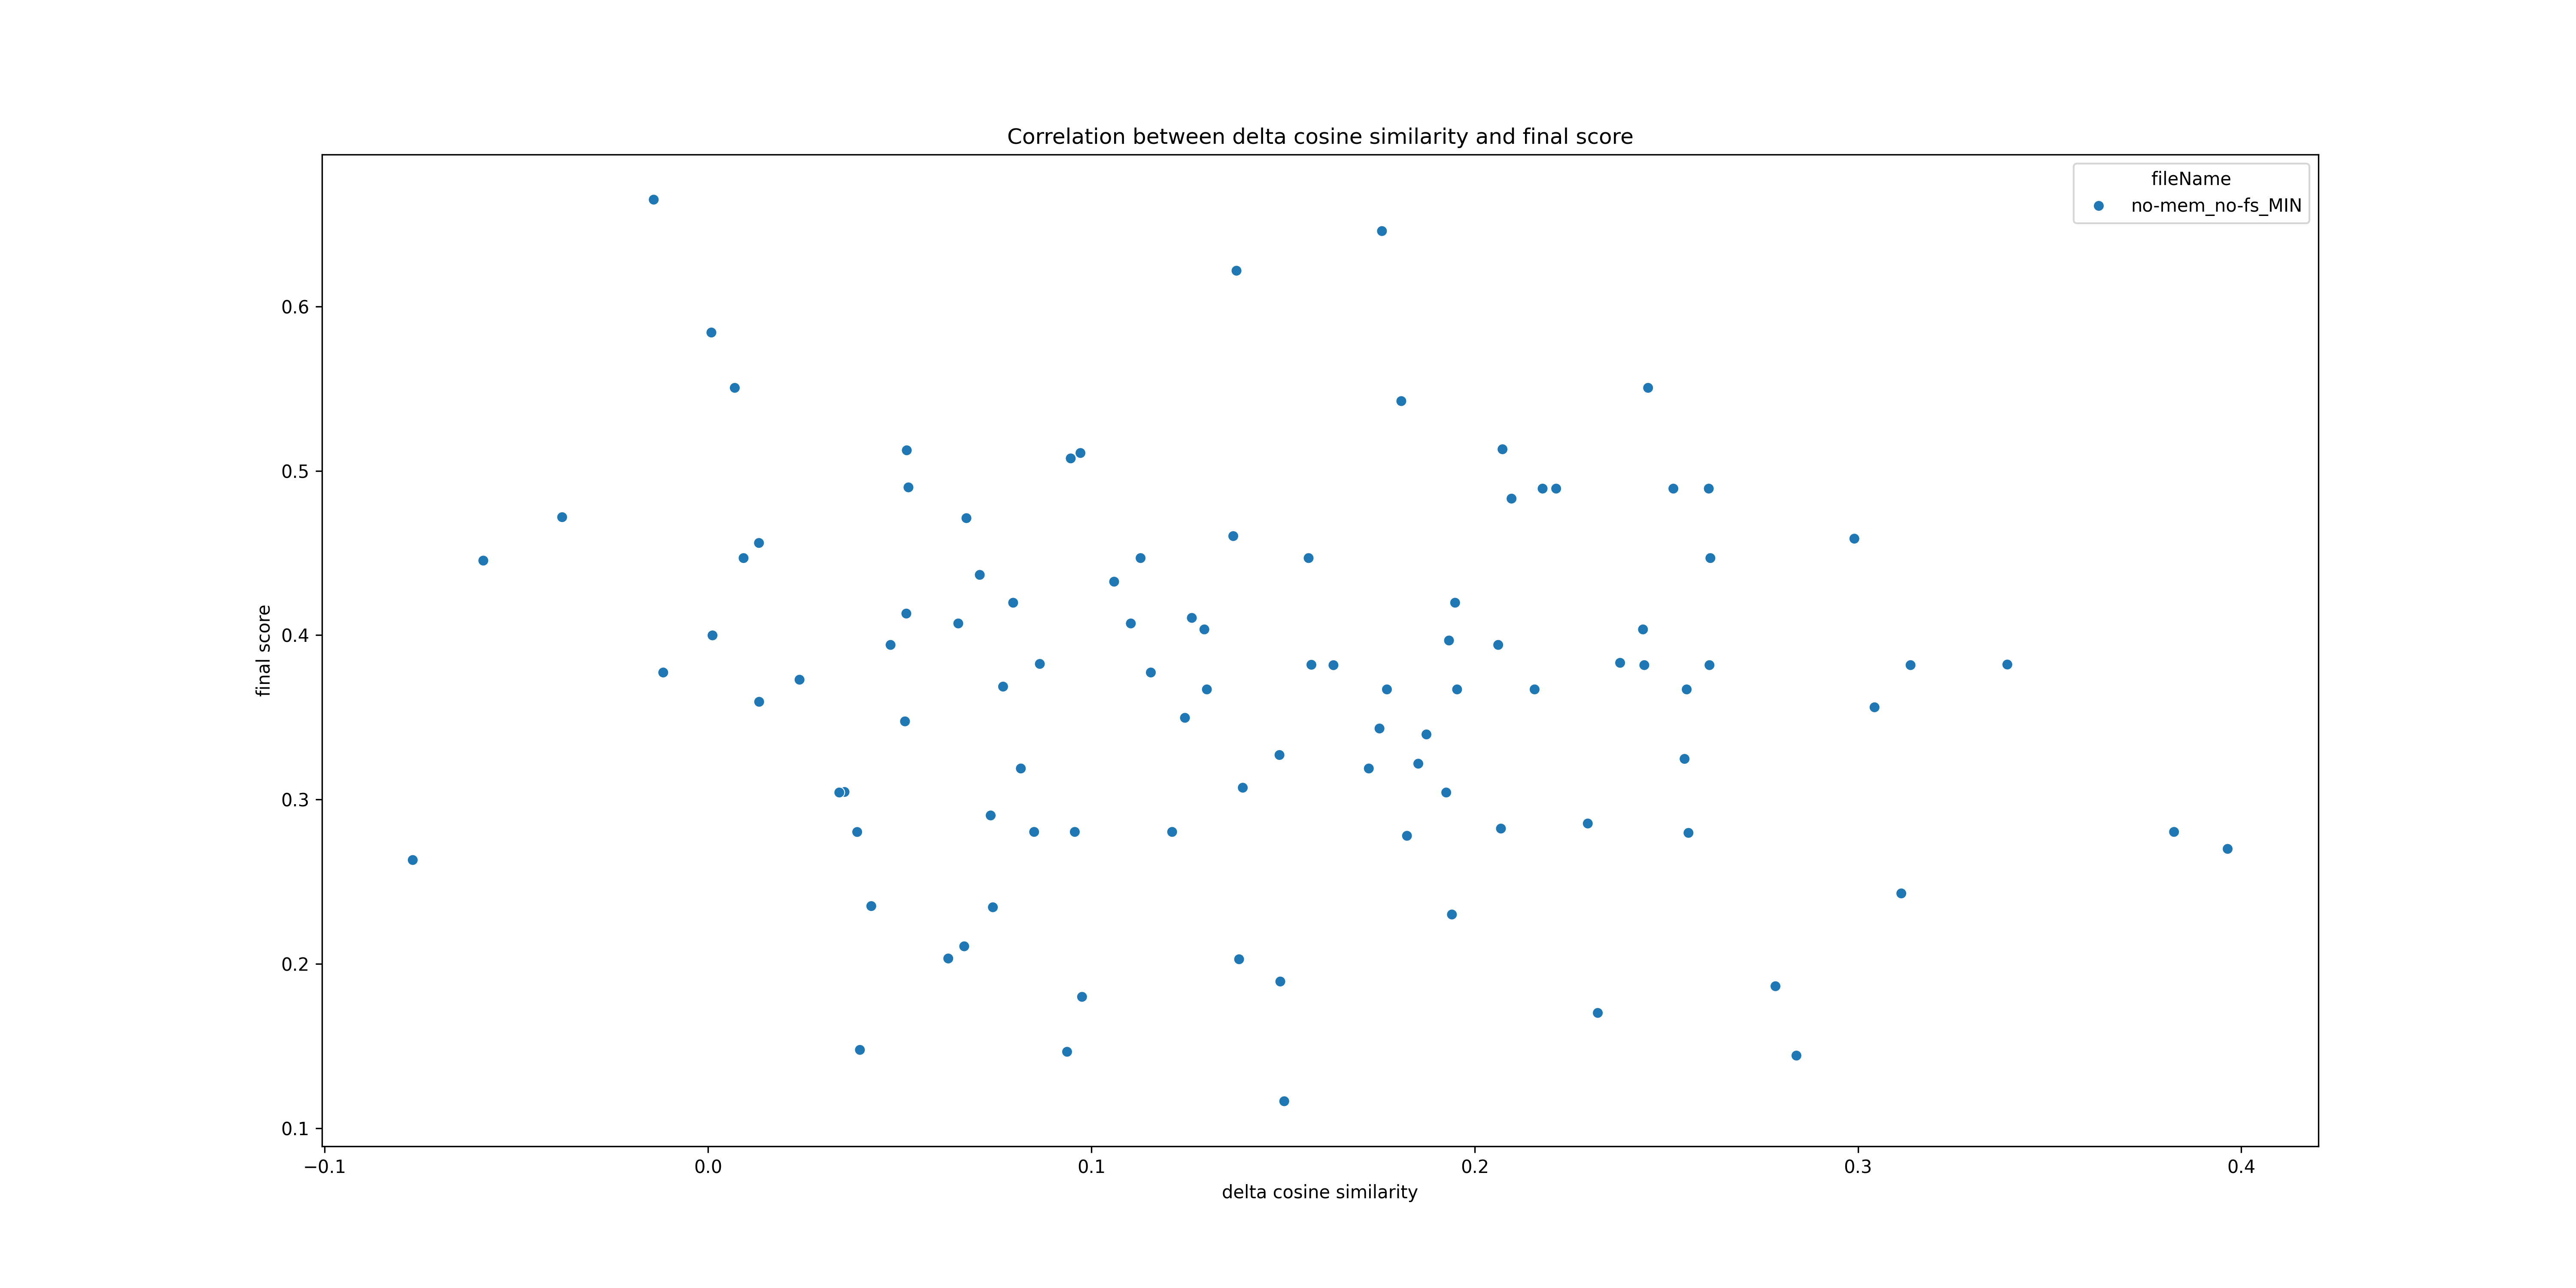 Correlation between delta cosine similarity and final score
fileName
no-mem_no-fs_MIN
final score
0.6
0.5
0.4
0.3
0.2
0.1
−0.1 0.0 0.1 0.2 0.3 0.4
delta cosine similarity